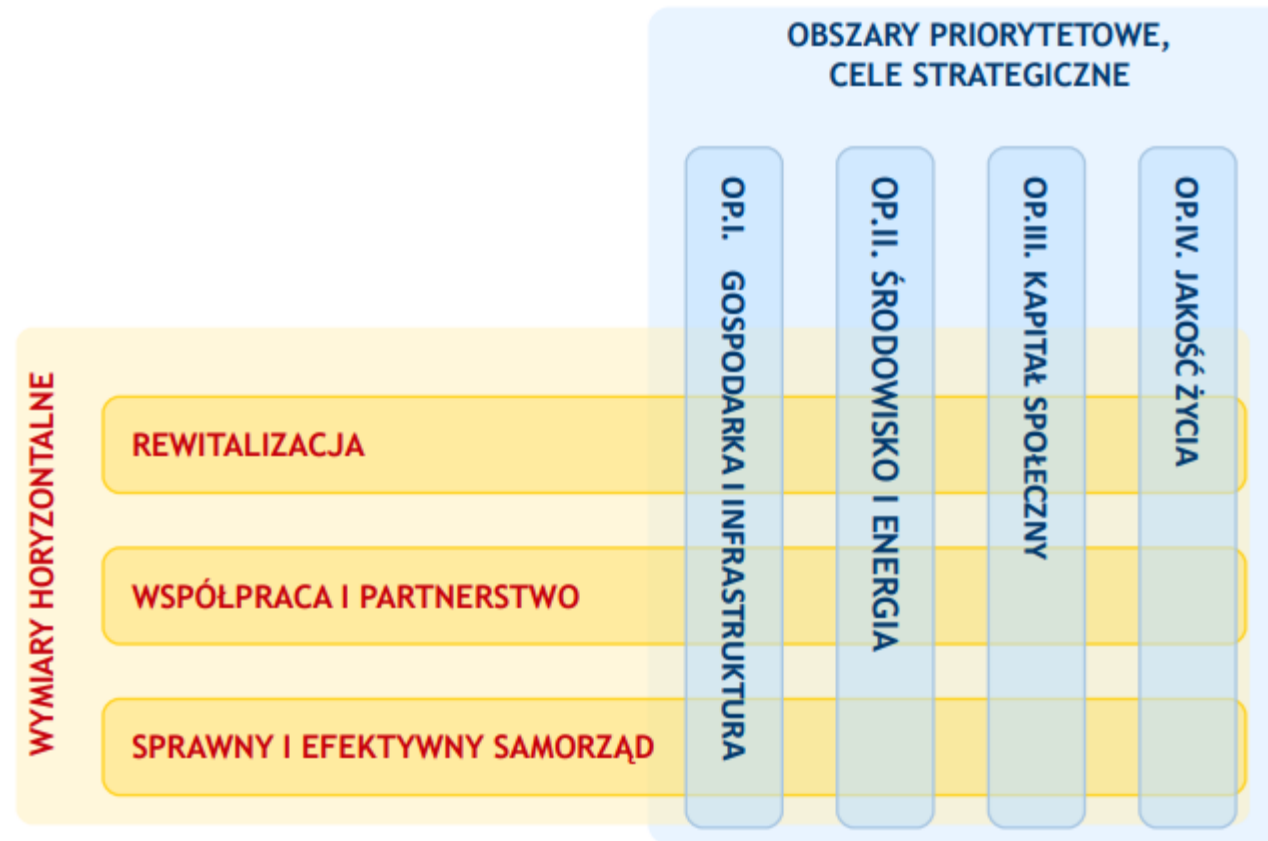 OBSZARY PRIORYTETOWE,
CELE STRATEGICZNE
OP.I. GOSPODARKA I INFRASTRUKTURA
OP.II. ŚRODOWISKO I ENERGIA
OP.III. KAPITAŁ SPOŁECZNY
OP.IV. JAKOŚĆ ŻYCIA
WYMIARY HORYZONTALNE
REWITALIZACJA
WSPÓŁPRACA I PARTNERSTWO
SPRAWNY I EFEKTYWNY SAMORZĄD